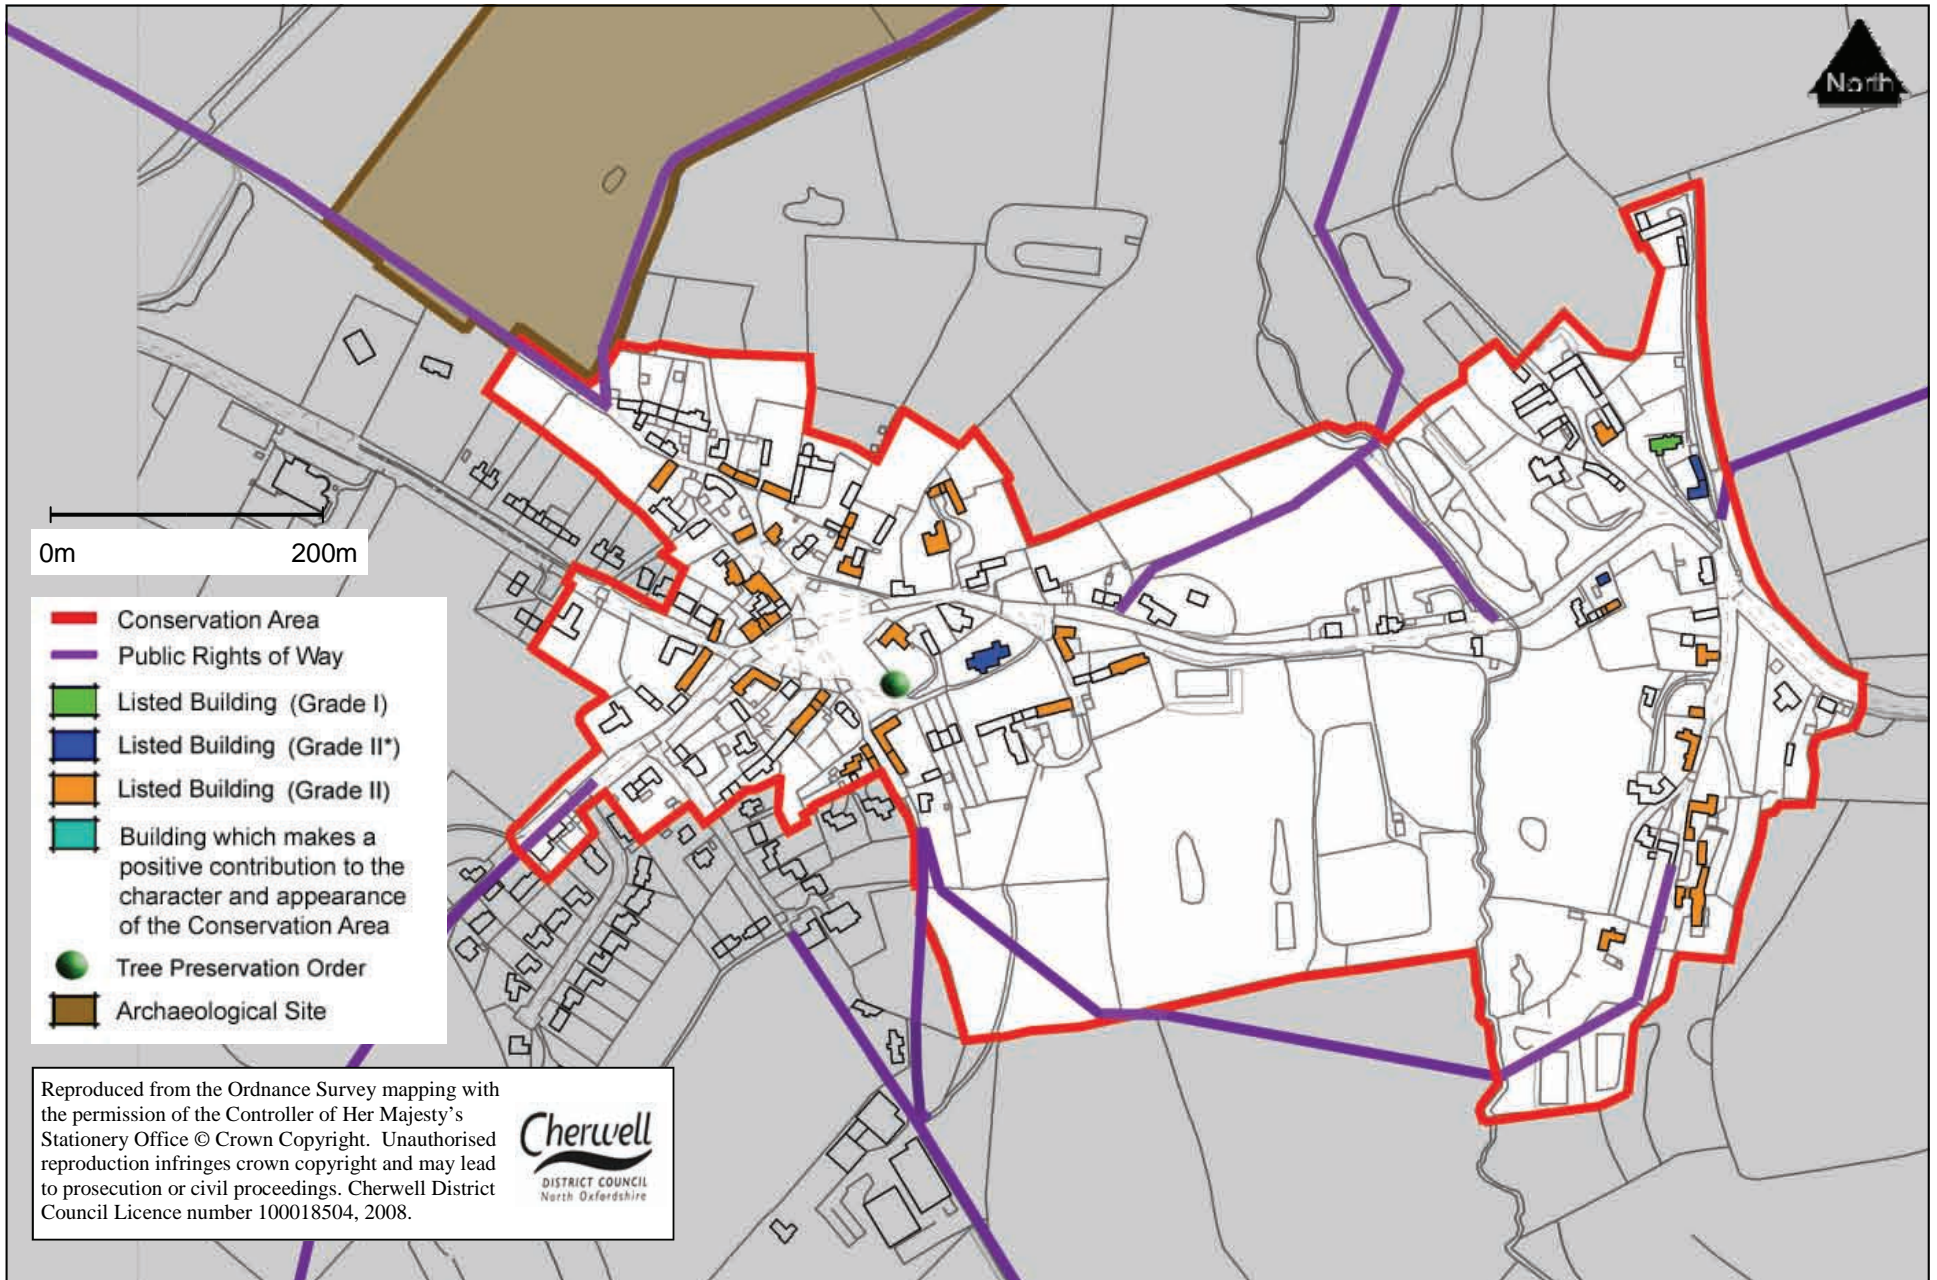 North
0m 200m
Conservation Area
Public Rights of Way
Listed Building (Grade I)
Listed Building (Grade II*)
Listed Building (Grade II)
Building which makes a
positive contribution to the
character and appearance
of the Conservation Area
Tree Preservation Order
Archaeological Site
Reproduced from the Ordnance Survey mapping with
the permission of the Controller of Her Majesty’s
Stationery Office © Crown Copyright. Unauthorised
reproduction infringes crown copyright and may lead
to prosecution or civil proceedings. Cherwell District
Council Licence number 100018504, 2008.
Cherwell
DISTRICT COUNCIL
North Oxfordshire